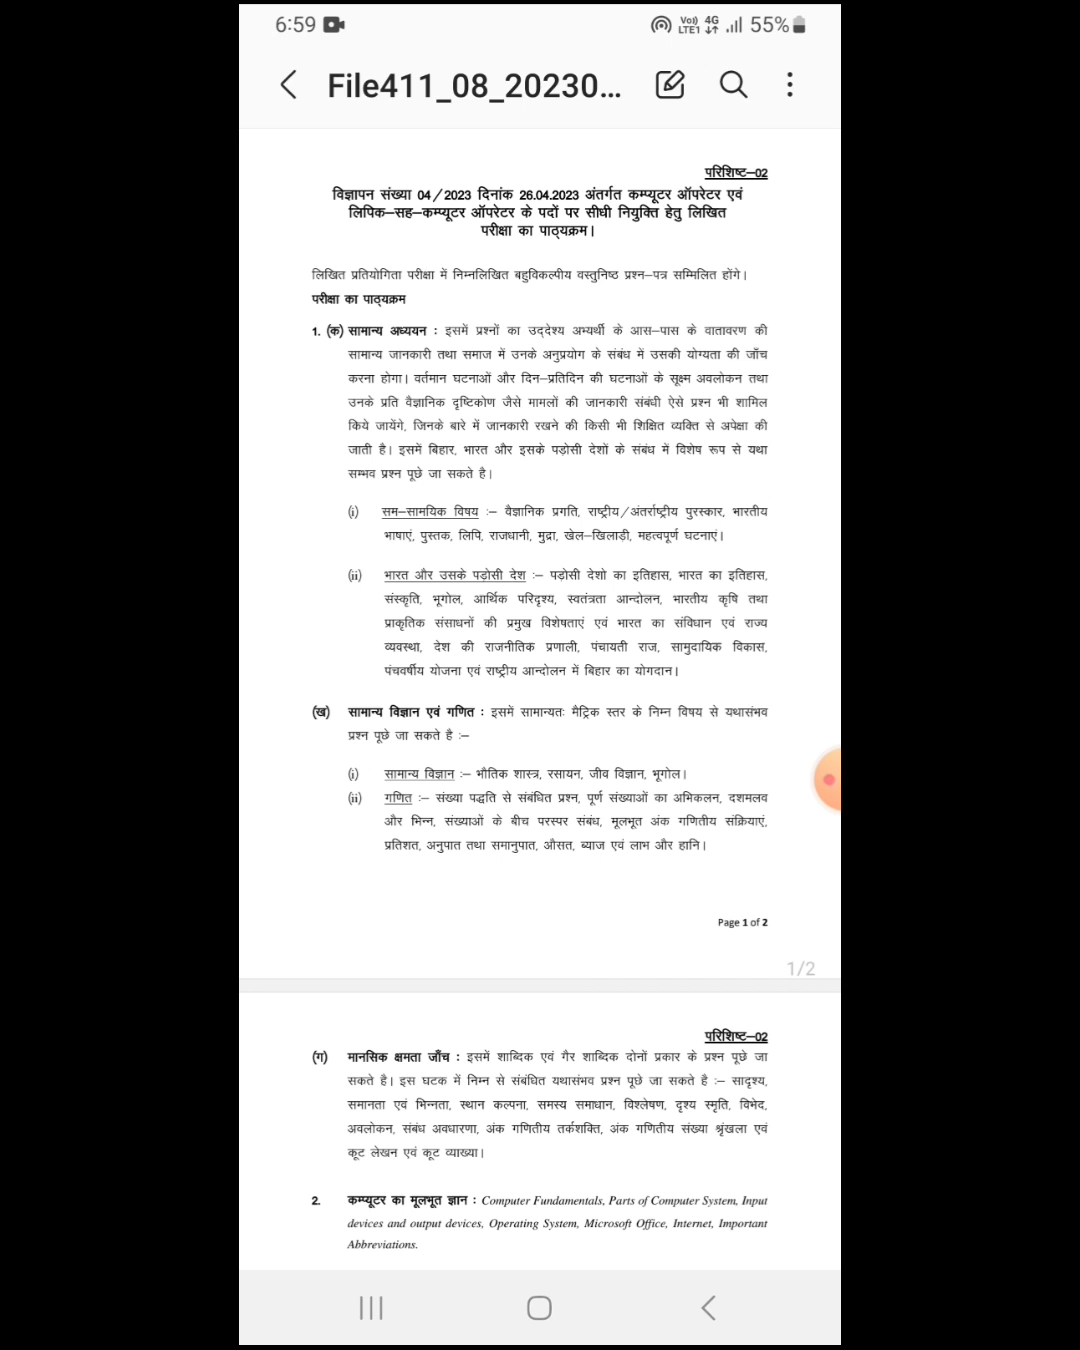 6:59
Vo)) LTE1 4G 55%
File411_08_20230...
परिशिष्ट–02
विज्ञापन संख्या 04/2023 दिनांक 26.04.2023 अंतर्गत कम्प्यूटर ऑपरेटर एवं
लिपिक–सह–कम्प्यूटर ऑपरेटर के पदों पर सीधी नियुक्ति हेतु लिखित
परीक्षा का पाठ्यक्रम।
लिखित प्रतियोगिता परीक्षा में निम्नलिखित बहुविकल्पीय वस्तुनिष्ठ प्रश्न–पत्र सम्मिलित होंगे।
परीक्षा का पाठ्यक्रम
1. (क) सामान्य अध्ययन : इसमें प्रश्नों का उद्देश्य अभ्यर्थी के आस–पास के वातावरण की
सामान्य जानकारी तथा समाज में उनके अनुप्रयोग के संबंध में उसकी योग्यता की जाँच
करना होगा। वर्तमान घटनाओं और दिन–प्रतिदिन की घटनाओं के सूक्ष्म अवलोकन तथा
उनके प्रति वैज्ञानिक दृष्टिकोण जैसे मामलों की जानकारी संबंधी ऐसे प्रश्न भी शामिल
किये जायेंगे, जिनके बारे में जानकारी रखने की किसी भी शिक्षित व्यक्ति से अपेक्षा की
जाती है। इसमें बिहार, भारत और इसके पड़ोसी देशों के संबंध में विशेष रूप से यथा
सम्भव प्रश्न पूछे जा सकते है।
(i) सम–सामयिक विषय :– वैज्ञानिक प्रगति, राष्ट्रीय/अंतर्राष्ट्रीय पुरस्कार, भारतीय
भाषाएं, पुस्तक, लिपि, राजधानी, मुद्रा, खेल–खिलाड़ी, महत्वपूर्ण घटनाएं।
(ii) भारत और उसके पड़ोसी देश :– पड़ोसी देशो का इतिहास, भारत का इतिहास,
संस्कृति, भूगोल, आर्थिक परिदृश्य, स्वतंत्रता आन्दोलन, भारतीय कृषि तथा
प्राकृतिक संसाधनों की प्रमुख विशेषताएं एवं भारत का संविधान एवं राज्य
व्यवस्था, देश की राजनीतिक प्रणाली, पंचायती राज, सामुदायिक विकास,
पंचवर्षीय योजना एवं राष्ट्रीय आन्दोलन में बिहार का योगदान।
(ख) सामान्य विज्ञान एवं गणित : इसमें सामान्यतः मैट्रिक स्तर के निम्न विषय से यथासंभव
प्रश्न पूछे जा सकते है :–
(i) सामान्य विज्ञान :– भौतिक शास्त्र, रसायन, जीव विज्ञान, भूगोल।
(ii) गणित :– संख्या पद्धति से संबंधित प्रश्न, पूर्ण संख्याओं का अभिकलन, दशमलव
और भिन्न, संख्याओं के बीच परस्पर संबंध, मूलभूत अंक गणितीय संक्रियाएं,
प्रतिशत, अनुपात तथा समानुपात, औसत, ब्याज एवं लाभ और हानि।
Page 1 of 2
1/2
परिशिष्ट–02
(ग) मानसिक क्षमता जाँच : इसमें शाब्दिक एवं गैर शाब्दिक दोनों प्रकार के प्रश्न पूछे जा
सकते है। इस घटक में निम्न से संबंधित यथासंभव प्रश्न पूछे जा सकते है :– सादृश्य,
समानता एवं भिन्नता, स्थान कल्पना, समस्य समाधान, विश्लेषण, दृश्य स्मृति, विभेद,
अवलोकन, संबंध अवधारणा, अंक गणितीय तर्कशक्ति, अंक गणितीय संख्या श्रृंखला एवं
कूट लेखन एवं कूट व्याख्या।
2. कम्प्यूटर का मूलभूत ज्ञान : Computer Fundamentals, Parts of Computer System, Input
devices and output devices, Operating System, Microsoft Office, Internet, Important
Abbreviations.